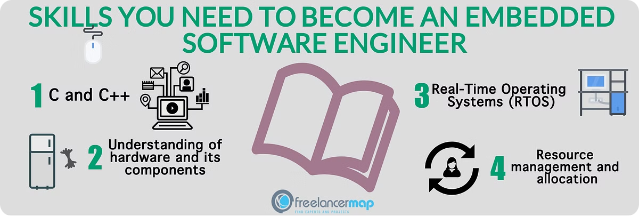 SKILLS YOU NEED TO BECOME AN EMBEDDED
SOFTWARE ENGINEER
1 C and C++
2 Understanding of
hardware and its
components
3 Real-Time Operating
Systems (RTOS)
4 Resource
management and
allocation
freelancermap